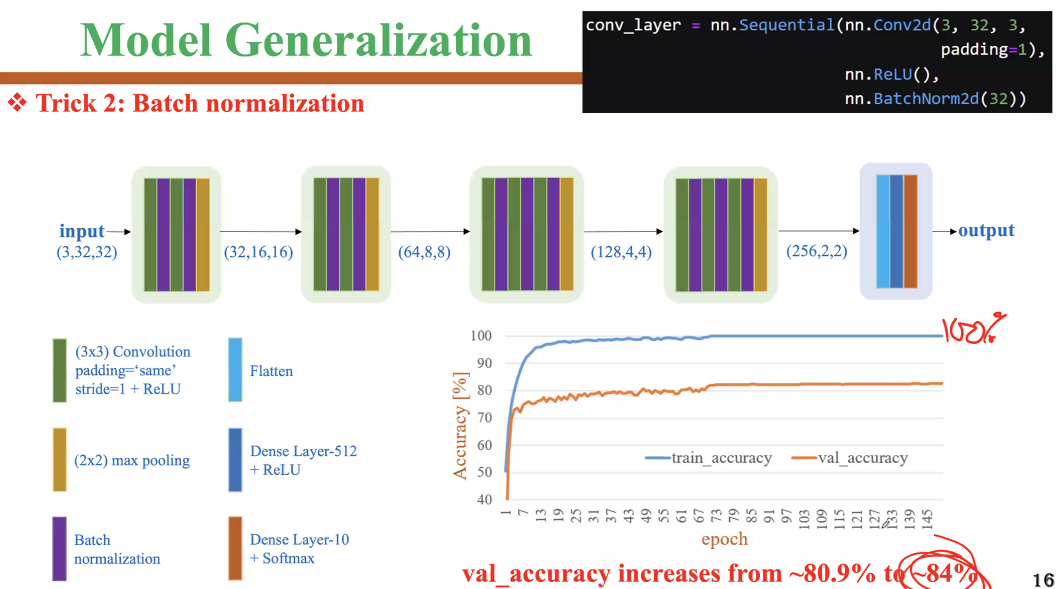 Model Generalization
conv_layer = nn.Sequential(nn.Conv2d(3, 32, 3,
padding=1),
nn.ReLU(),
nn.BatchNorm2d(32))
❖ Trick 2: Batch normalization
input
(3,32,32)
(32,16,16)
(64,8,8)
(128,4,4)
(256,2,2)
output
(3x3) Convolution
padding=‘same’
stride=1 + ReLU
Flatten
(2x2) max pooling
Dense Layer-512
+ ReLU
Batch
normalization
Dense Layer-10
+ Softmax
100%
100
90
80
70
60
50
40
Accuracy [%]
train_accuracy
val_accuracy
1 7 13 19 25 31 37 43 49 55 61 67 73 79 85 91 97 103 109 115 121 127 133 139 145
epoch
val_accuracy increases from ~80.9% to ~84%
16